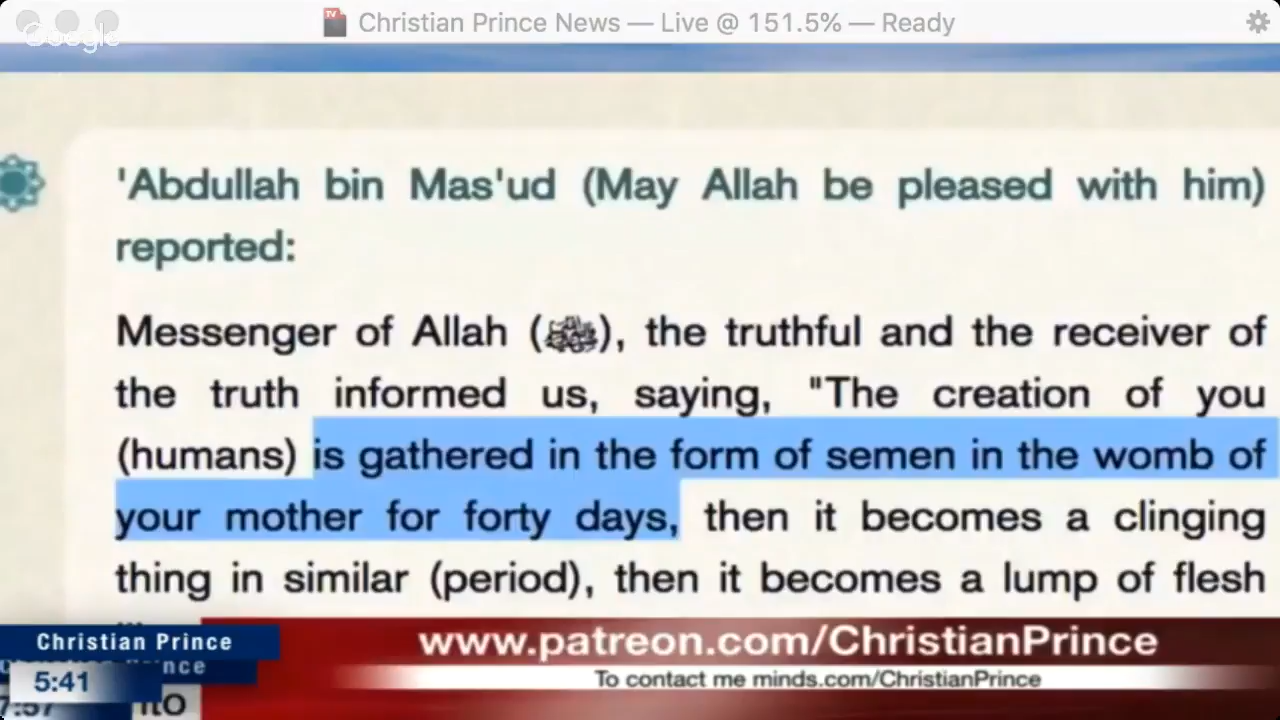 Christian Prince News — Live @ 151.5% — Ready
Google
'Abdullah bin Mas'ud (May Allah be pleased with him)
reported:
Messenger of Allah (ﷺ), the truthful and the receiver of
the truth informed us, saying, "The creation of you
(humans) is gathered in the form of semen in the womb of
your mother for forty days, then it becomes a clinging
thing in similar (period), then it becomes a lump of flesh
Christian Prince
www.patreon.com/ChristianPrince
To contact me minds.com/ChristianPrince
5:41